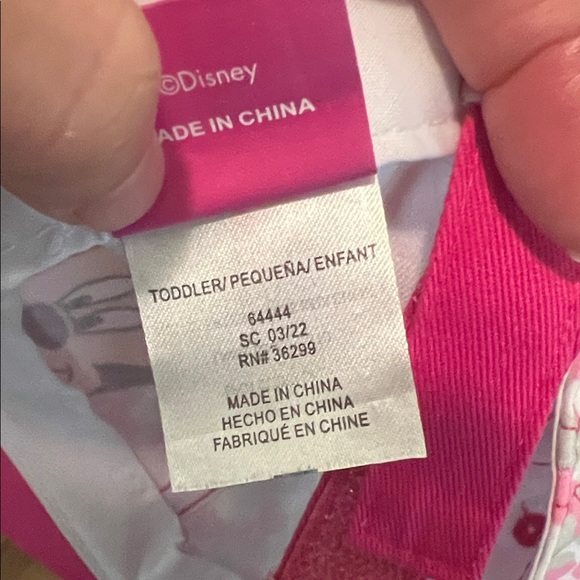 ©Disney
ADE IN CHINA
TODDLER/ PEQUEÑA/ ENFANT
64444
SC 03/22
RN# 36299
MADE IN CHINA
HECHO EN CHINA
FABRIQUÉ EN CHINE